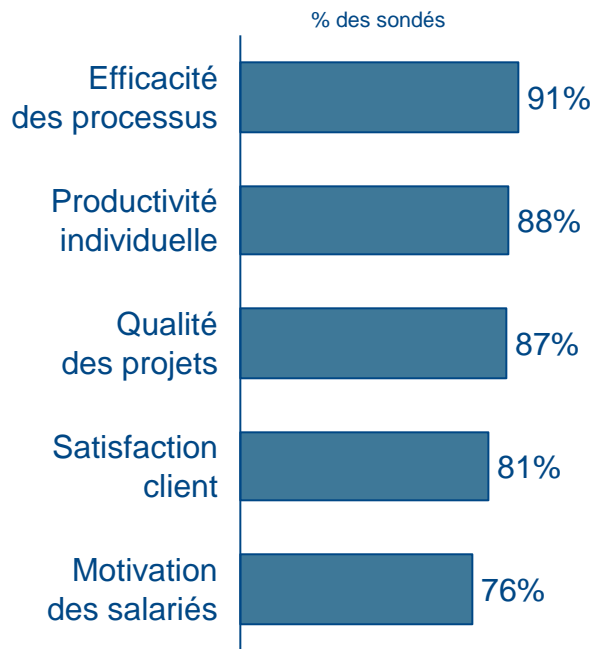 % des sondés
Efficacité
des processus
91%
Productivité
individuelle
88%
Qualité
des projets
87%
Satisfaction
client
81%
Motivation
des salariés
76%